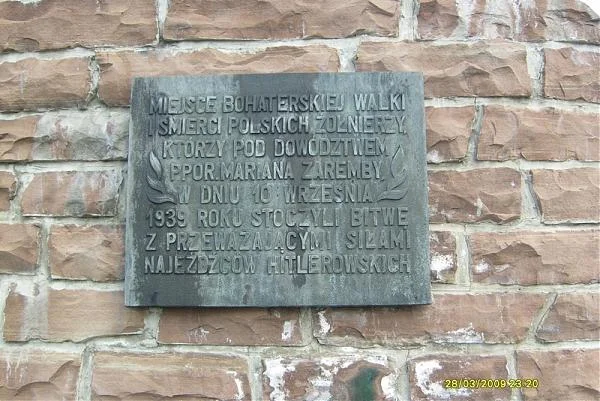 MIEJSCE BOHATERSKIEJ WALKI
I ŚMIERCI POLSKICH ŻOŁNIERZY,
KTÓRZY POD DOWÓDZTWEM
PPOR. MARIANA ZAREMBY
W DNIU 10 WRZEŚNIA
1939 ROKU STOCZYLI BITWĘ
Z PRZEWAŻAJĄCYMI SIŁAMI
NAJEŹDŹCÓW HITLEROWSKICH
28/03/2009 23:20